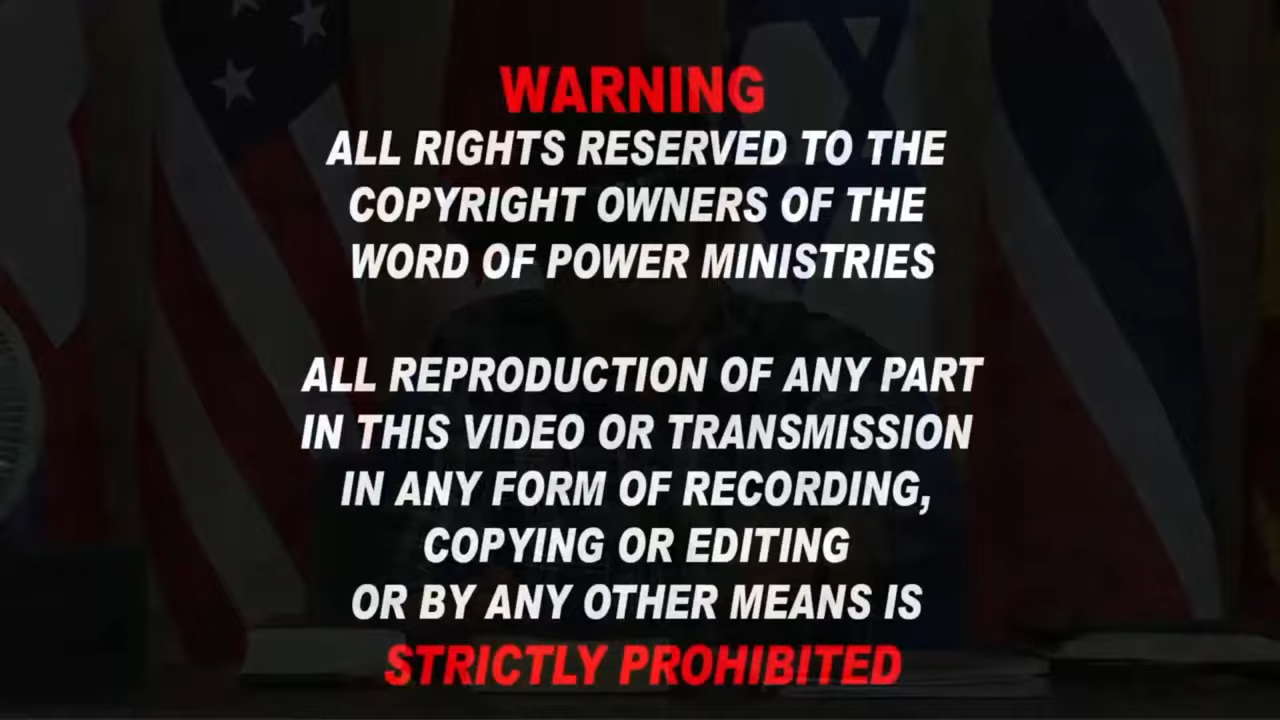 WARNING
ALL RIGHTS RESERVED TO THE
COPYRIGHT OWNERS OF THE
WORD OF POWER MINISTRIES
ALL REPRODUCTION OF ANY PART
IN THIS VIDEO OR TRANSMISSION
IN ANY FORM OF RECORDING,
COPYING OR EDITING
OR BY ANY OTHER MEANS IS
STRICTLY PROHIBITED